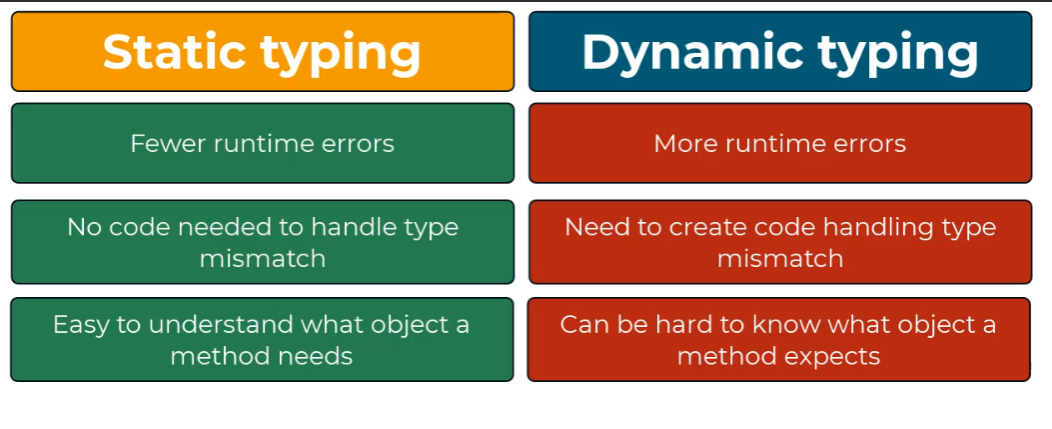 Static typing
Dynamic typing
Fewer runtime errors
More runtime errors
No code needed to handle type
mismatch
Need to create code handling type
mismatch
Easy to understand what object a
method needs
Can be hard to know what object a
method expects